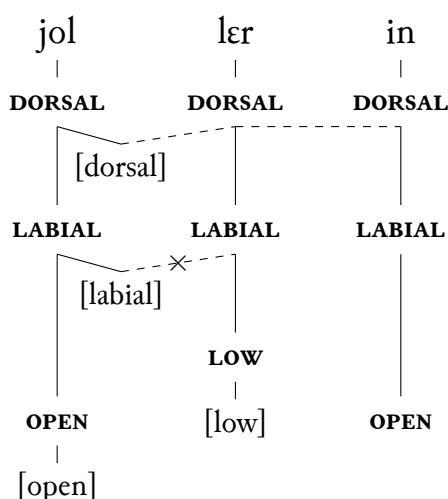 jol lɛr in
DORSAL DORSAL DORSAL
[dorsal]
LABIAL LABIAL LABIAL
[labial]
LOW
OPEN [low] OPEN
[open]